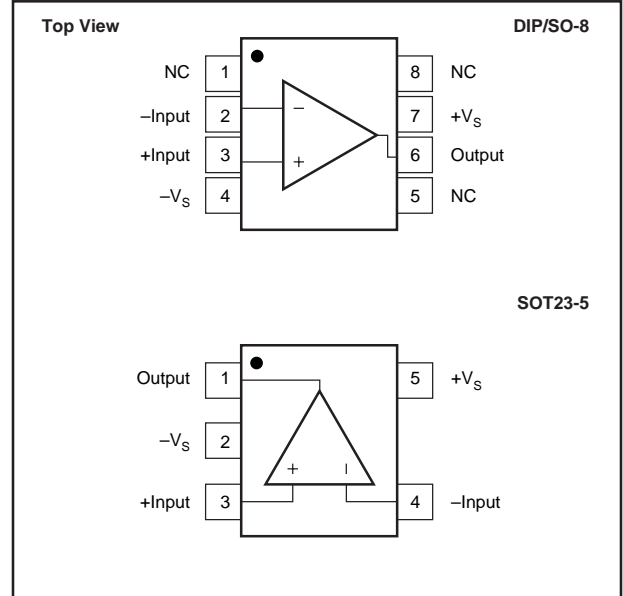 Top View DIP/SO-8
NC 1 8 NC
–Input 2 – 7 +VS
+Input 3 + 6 Output
–VS 4 5 NC
SOT23-5
Output 1 5 +VS
–VS 2
+ –
+Input 3 4 –Input